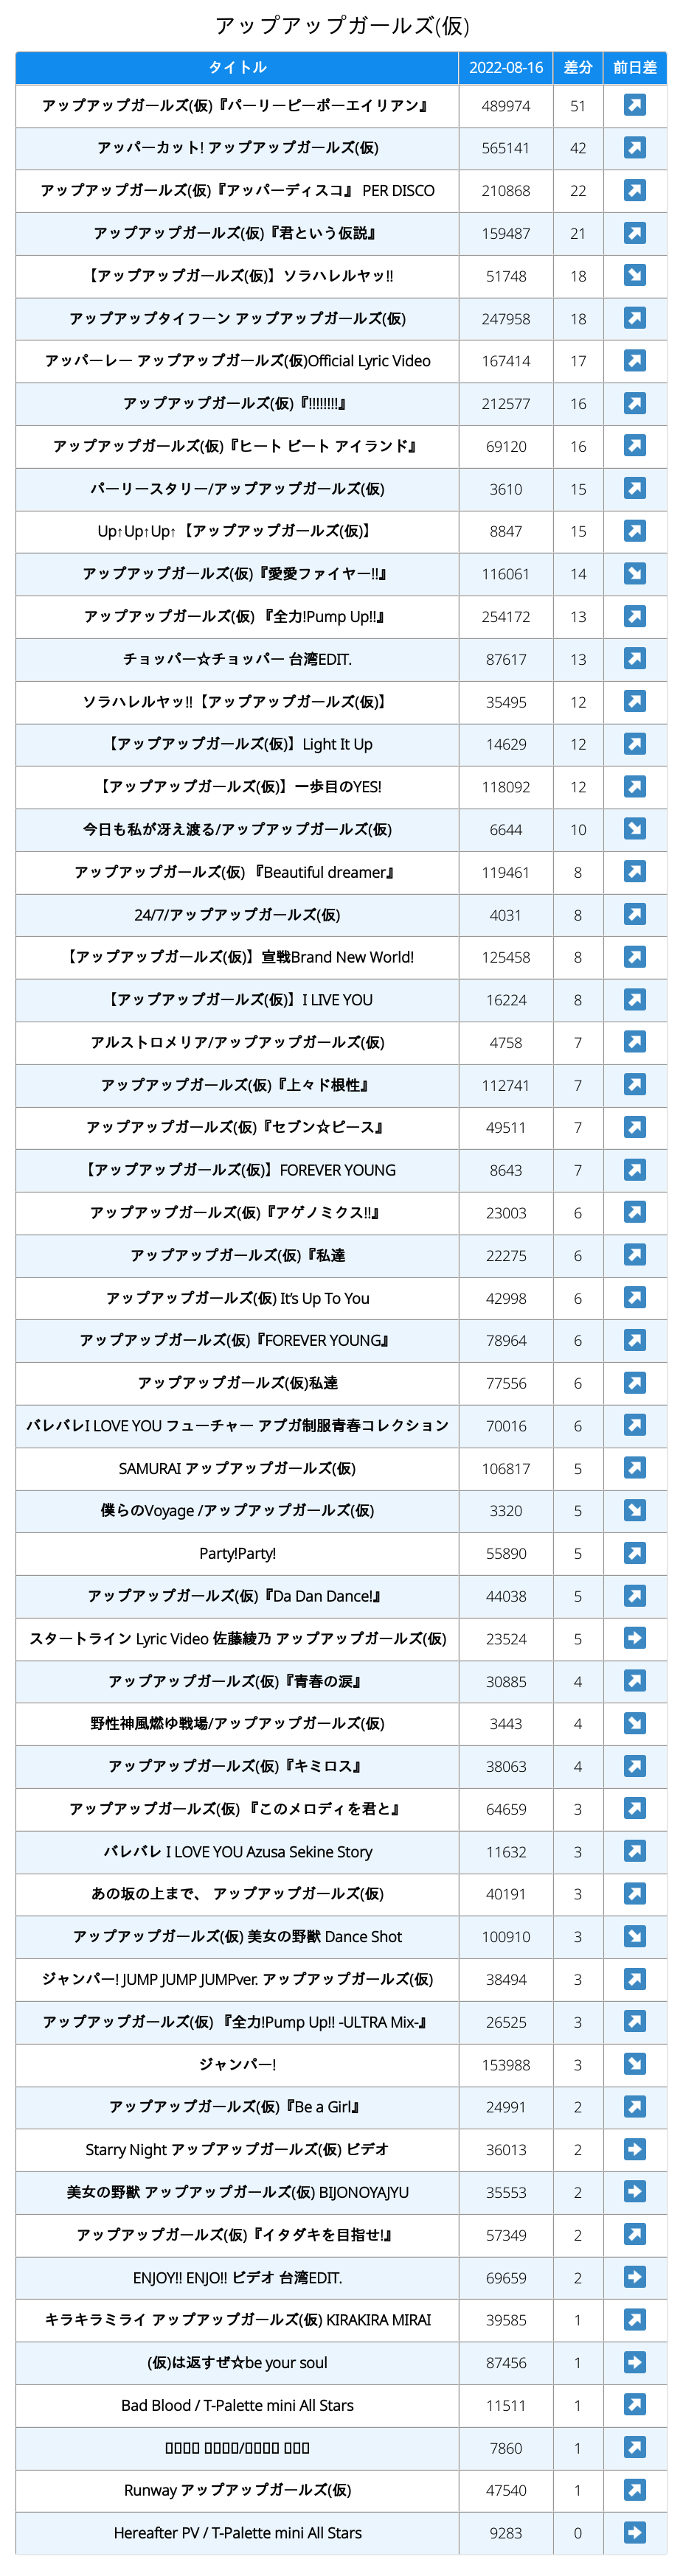 アップアップガールズ(仮)
タイトル 2022-08-16 差分 前日差
アップアップガールズ(仮)『パーリーピーポーエイリアン』 489974 51
アッパーカット! アップアップガールズ(仮) 565141 42
アップアップガールズ(仮)『アッパーディスコ』 PER DISCO 210868 22
アップアップガールズ(仮)『君という仮説』 159487 21
【アップアップガールズ(仮)】ソラハレルヤッ!! 51748 18
アップアップタイフーン アップアップガールズ(仮) 247958 18
アッパーレー アップアップガールズ(仮)Official Lyric Video 167414 17
アップアップガールズ(仮)『!!!!!!!!』 212577 16
アップアップガールズ(仮)『ヒート ビート アイランド』 69120 16
パーリースタリー/アップアップガールズ(仮) 3610 15
Up↑Up↑Up↑【アップアップガールズ(仮)】 8847 15
アップアップガールズ(仮)『愛愛ファイヤー!!』 116061 14
アップアップガールズ(仮) 『全力!Pump Up!!』 254172 13
チョッパー☆チョッパー 台湾EDIT. 87617 13
ソラハレルヤッ!!【アップアップガールズ(仮)】 35495 12
【アップアップガールズ(仮)】Light It Up 14629 12
【アップアップガールズ(仮)】一歩目のYES! 118092 12
今日も私が冴え渡る/アップアップガールズ(仮) 6644 10
アップアップガールズ(仮) 『Beautiful dreamer』 119461 8
24/7/アップアップガールズ(仮) 4031 8
【アップアップガールズ(仮)】宣戦Brand New World! 125458 8
【アップアップガールズ(仮)】I LIVE YOU 16224 8
アルストロメリア/アップアップガールズ(仮) 4758 7
アップアップガールズ(仮)『上々ド根性』 112741 7
アップアップガールズ(仮)『セブン☆ピース』 49511 7
【アップアップガールズ(仮)】FOREVER YOUNG 8643 7
アップアップガールズ(仮)『アゲノミクス!!』 23003 6
アップアップガールズ(仮)『私達 22275 6
アップアップガールズ(仮) It's Up To You 42998 6
アップアップガールズ(仮)『FOREVER YOUNG』 78964 6
アップアップガールズ(仮)私達 77556 6
バレバレI LOVE YOU フューチャー アプガ制服青春コレクション 70016 6
SAMURAI アップアップガールズ(仮) 106817 5
僕らのVoyage /アップアップガールズ(仮) 3320 5
Party!Party! 55890 5
アップアップガールズ(仮)『Da Dan Dance!』 44038 5
スタートライン Lyric Video 佐藤綾乃 アップアップガールズ(仮) 23524 5
アップアップガールズ(仮)『青春の涙』 30885 4
野性神風燃ゆ戦場/アップアップガールズ(仮) 3443 4
アップアップガールズ(仮)『キミロス』 38063 4
アップアップガールズ(仮) 『このメロディを君と』 64659 3
バレバレ I LOVE YOU Azusa Sekine Story 11632 3
あの坂の上まで、 アップアップガールズ(仮) 40191 3
アップアップガールズ(仮) 美女の野獣 Dance Shot 100910 3
ジャンパー! JUMP JUMP JUMPver. アップアップガールズ(仮) 38494 3
アップアップガールズ(仮) 『全力!Pump Up!! -ULTRA Mix-』 26525 3
ジャンパー! 153988 3
アップアップガールズ(仮)『Be a Girl』 24991 2
Starry Night アップアップガールズ(仮) ビデオ 36013 2
美女の野獣 アップアップガールズ(仮) BIJONOYAJYU 35553 2
アップアップガールズ(仮)『イタダキを目指せ!』 57349 2
ENJOY!! ENJO!! ビデオ 台湾EDIT. 69659 2
キラキラミライ アップアップガールズ(仮) KIRAKIRA MIRAI 39585 1
(仮)は返すぜ☆be your soul 87456 1
Bad Blood / T-Palette mini All Stars 11511 1
▯▯▯▯ ▯▯▯▯/▯▯▯▯ ▯▯▯ 7860 1
Runway アップアップガールズ(仮) 47540 1
Hereafter PV / T-Palette mini All Stars 9283 0